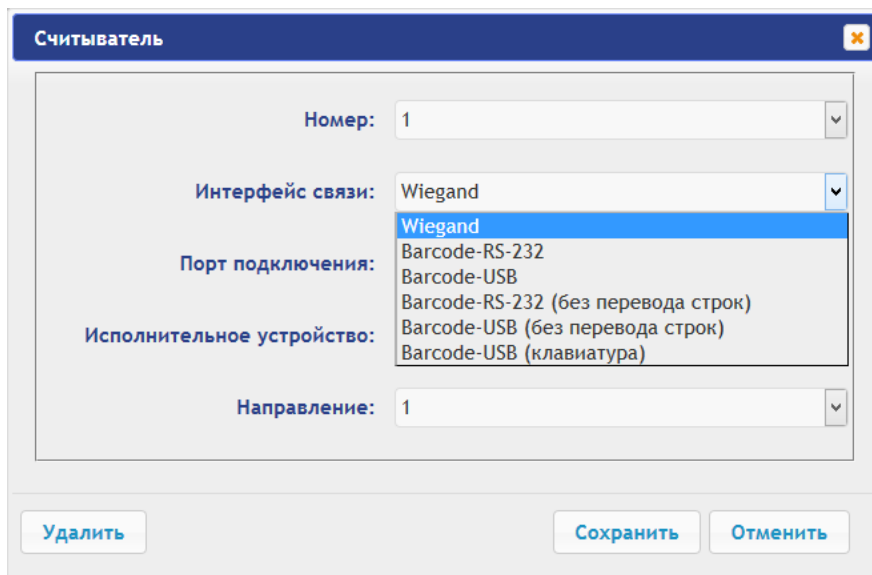 Считыватель
Номер: 1
Интерфейс связи: Wiegand
Wiegand
Barcode-RS-232
Порт подключения:
Barcode-USB
Barcode-RS-232 (без перевода строк)
Исполнительное устройство:
Barcode-USB (без перевода строк)
Barcode-USB (клавиатура)
Направление: 1
Удалить Сохранить Отменить